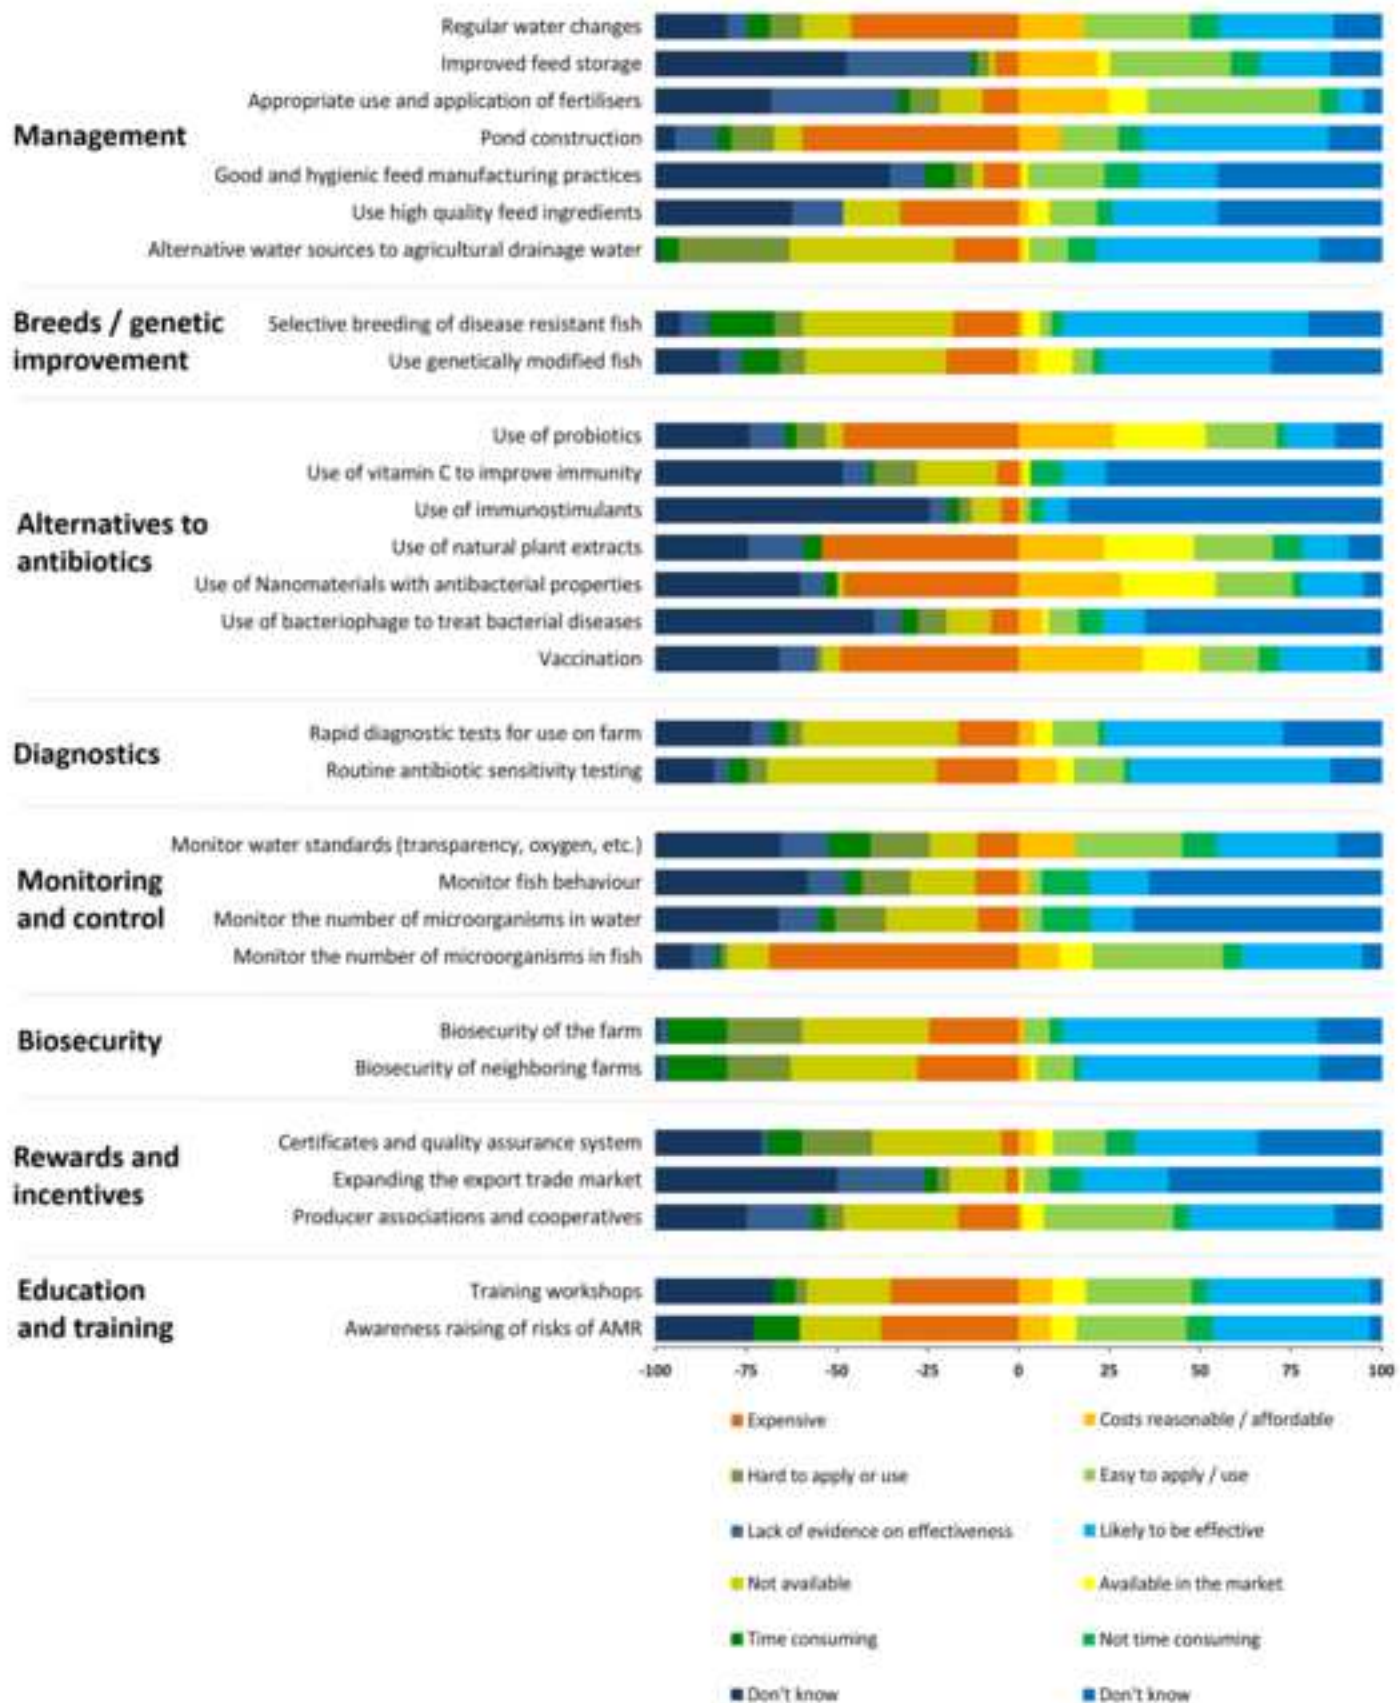 Regular water changes
Improved feed storage
Appropriate use and application of fertilisers
Management
Pond construction
Good and hygienic feed manufacturing practices
Use high quality feed ingredients
Alternative water sources to agricultural drainage water
Breeds / genetic
improvement
Selective breeding of disease resistant fish
Use genetically modified fish
Use of probiotics
Use of vitamin C to improve immunity
Alternatives to
antibiotics
Use of immunostimulants
Use of natural plant extracts
Use of Nanomaterials with antibacterial properties
Use of bacteriophage to treat bacterial diseases
Vaccination
Diagnostics
Rapid diagnostic tests for use on farm
Routine antibiotic sensitivity testing
Monitor water standards (transparency, oxygen, etc.)
Monitoring
and control
Monitor fish behaviour
Monitor the number of microorganisms in water
Monitor the number of microorganisms in fish
Biosecurity
Biosecurity of the farm
Biosecurity of neighboring farms
Rewards and
incentives
Certificates and quality assurance system
Expanding the export trade market
Producer associations and cooperatives
Education
and training
Training workshops
Awareness raising of risks of AMR
-100 -75 -50 -25 0 25 50 75 100
Expensive Costs reasonable / affordable
Hard to apply or use Easy to apply / use
Lack of evidence on effectiveness Likely to be effective
Not available Available in the market
Time consuming Not time consuming
Don't know Don't know